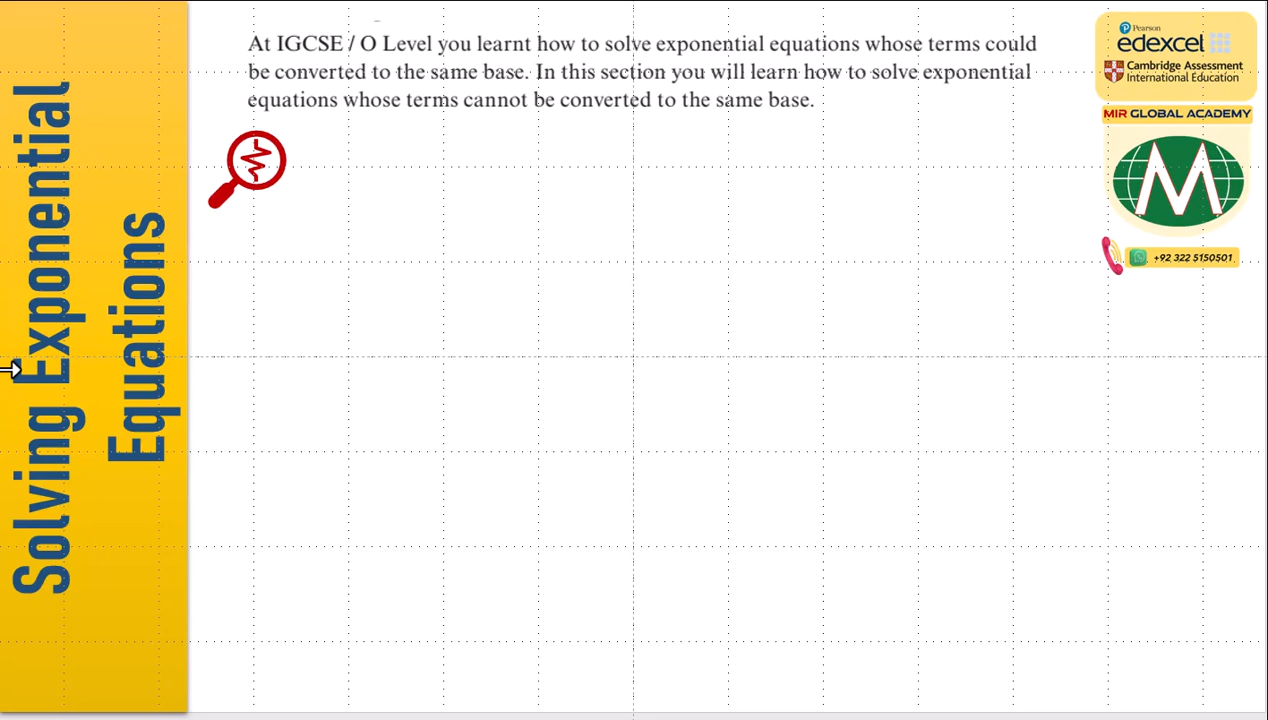 Solving Exponential
Equations
At IGCSE / O Level you learnt how to solve exponential equations whose terms could
be converted to the same base. In this section you will learn how to solve exponential
equations whose terms cannot be converted to the same base.
Pearson
edexcel
Cambridge Assessment
International Education
MIR GLOBAL ACADEMY
M
+92 322 5150501